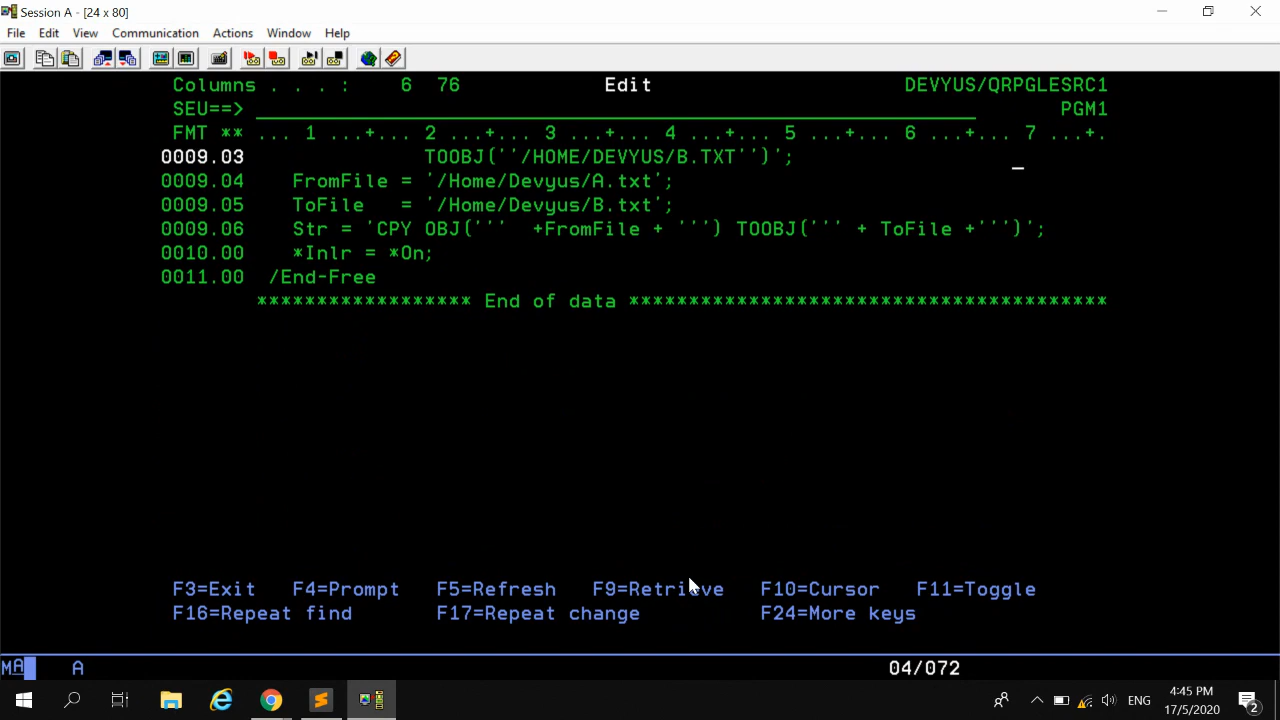 Session A - [24 x 80]
File Edit View Communication Actions Window Help
Columns . . . :    6  76            Edit                    DEVYUS/QRPGLESRC1
SEU==> PGM1
FMT ** ... 1 ...+... 2 ...+... 3 ...+... 4 ...+... 5 ...+... 6 ...+... 7 ...+.
0009.03               TOOBJ(''/HOME/DEVYUS/B.TXT'')';
0009.04    FromFile = '/Home/Devyus/A.txt';
0009.05    ToFile   = '/Home/Devyus/B.txt';
0009.06    Str = 'CPY OBJ('''  +FromFile + ''') TOOBJ(''' + ToFile +''')';
0010.00    *Inlr = *On;
0011.00  /End-Free
****************** End of data ****************************************
F3=Exit   F4=Prompt   F5=Refresh   F9=Retrieve   F10=Cursor   F11=Toggle
F16=Repeat find       F17=Repeat change          F24=More keys
MA    A    04/072
ENG
4:45 PM
17/5/2020
2